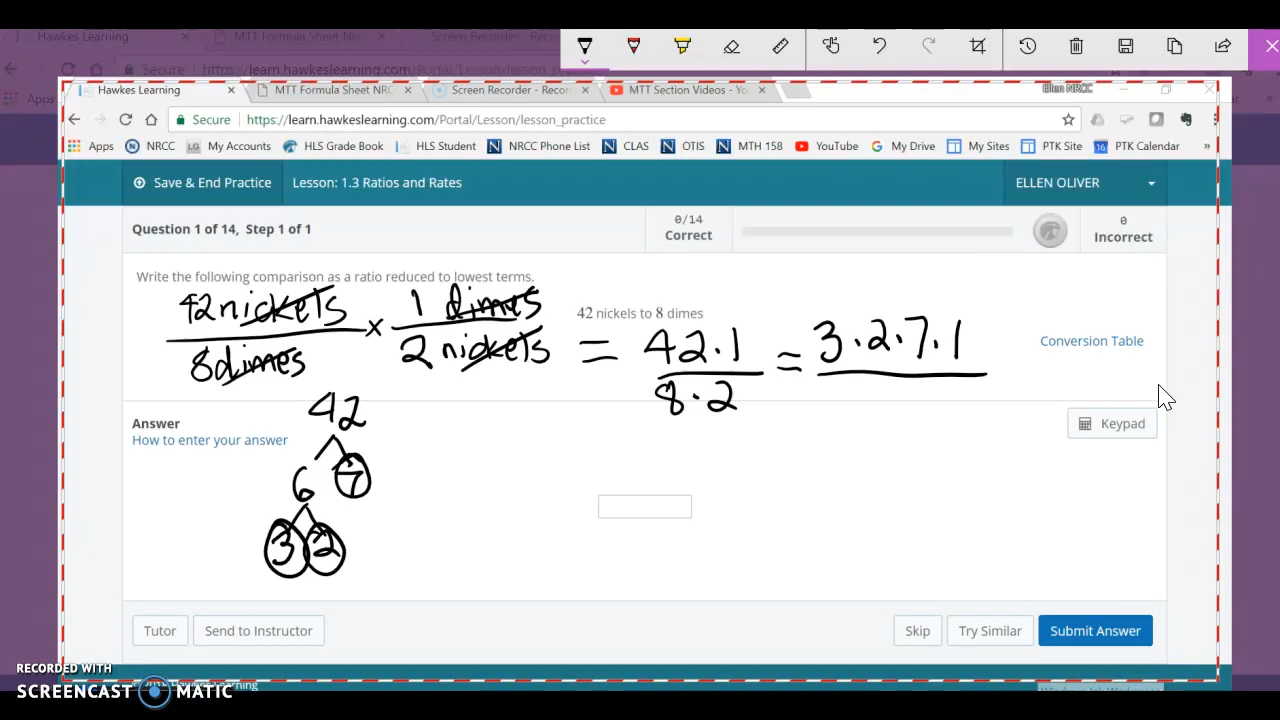 Hawkes Learning MTT Formula Sheet NRC Screen Recorder - Recor MTT Section Videos - Yo Ellen NRCC
Secure https://learn.hawkeslearning.com/Portal/Lesson/lesson_practice
Apps NRCC My Accounts HLS Grade Book HLS Student NRCC Phone List CLAS OTIS MTH 158 YouTube My Drive My Sites PTK Site PTK Calendar »
Save & End Practice Lesson: 1.3 Ratios and Rates ELLEN OLIVER
Question 1 of 14, Step 1 of 1
0/14
Correct
0
Incorrect
Write the following comparison as a ratio reduced to lowest terms.
42 nickels to 8 dimes
42 nickels × 1 dimes = 42·1 = 3·2·7·1
8 dimes 2 nickels 8·2
Conversion Table
42
6 7
3 2
Answer
How to enter your answer
Keypad
Tutor Send to Instructor Skip Try Similar Submit Answer
RECORDED WITH
SCREENCAST MATIC